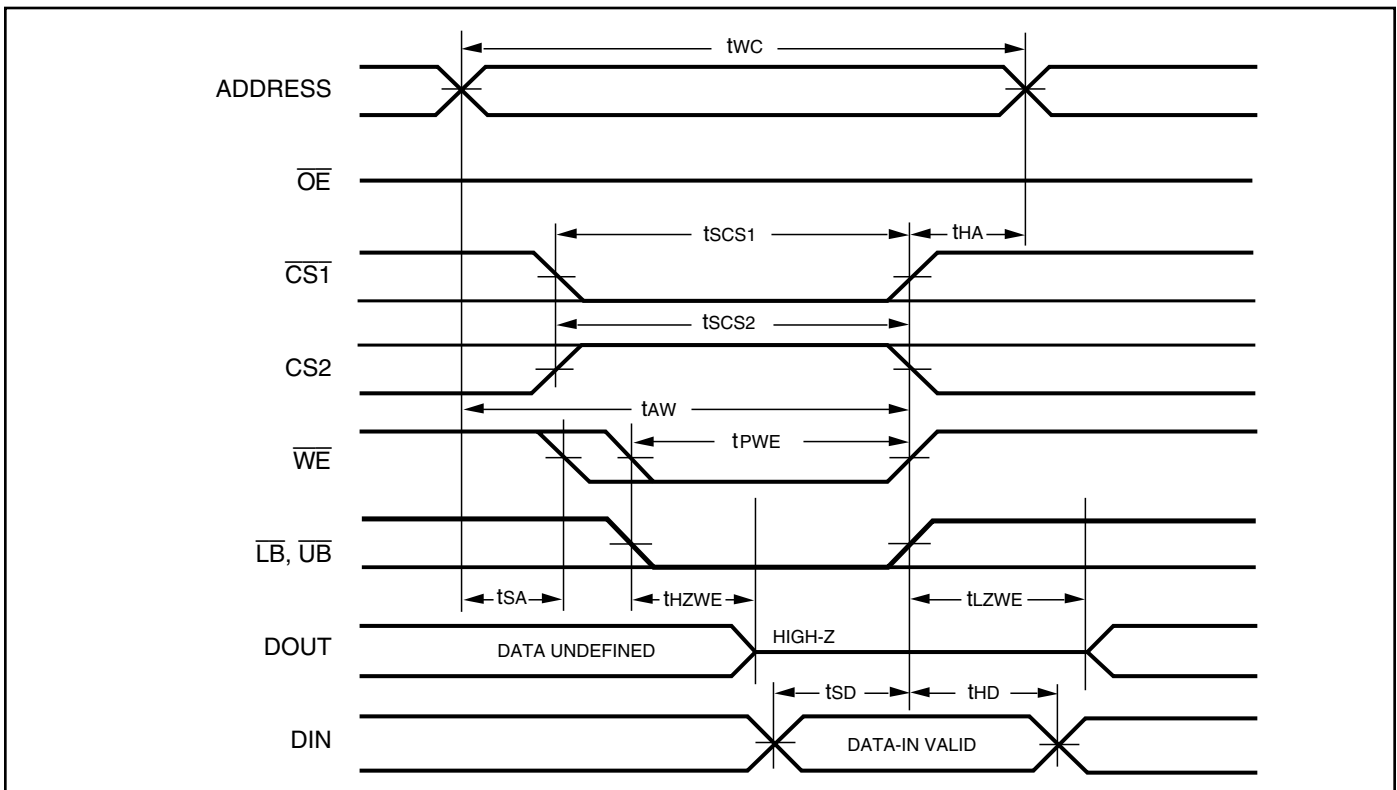 tWC
ADDRESS
OE
tSCS1
tHA
CS1
tSCS2
CS2
tAW
tPWE
WE
LB, UB
tSA
tHZWE
tLZWE
DOUT
DATA UNDEFINED
HIGH-Z
tSD
tHD
DIN
DATA-IN VALID